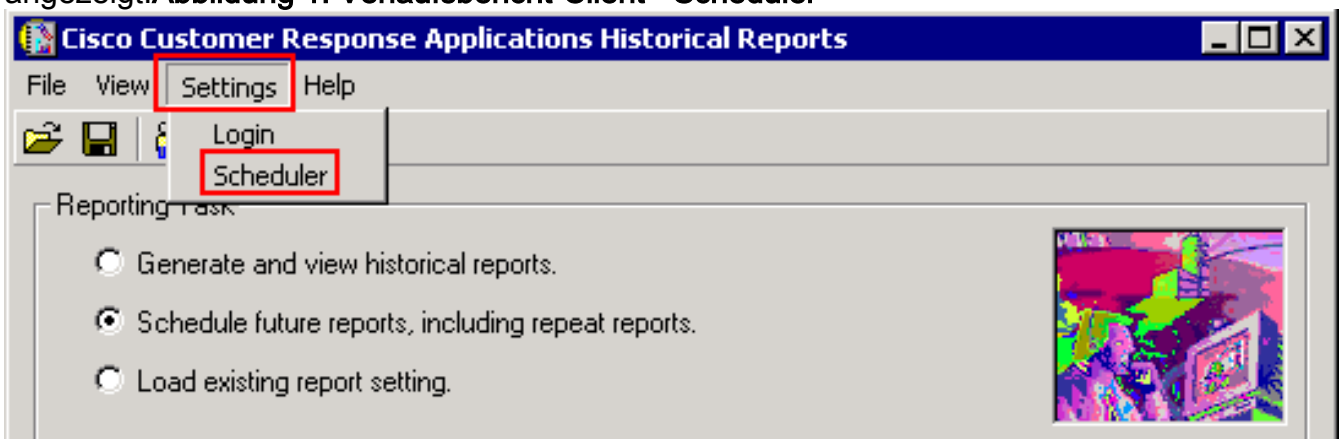 angezeigt.Abbildung 1: Verlaufsbericht-Client - Scheduler
Cisco Customer Response Applications Historical Reports
File View Settings Help
Login
Scheduler
Reporting Task
Generate and view historical reports.
Schedule future reports, including repeat reports.
Load existing report setting.